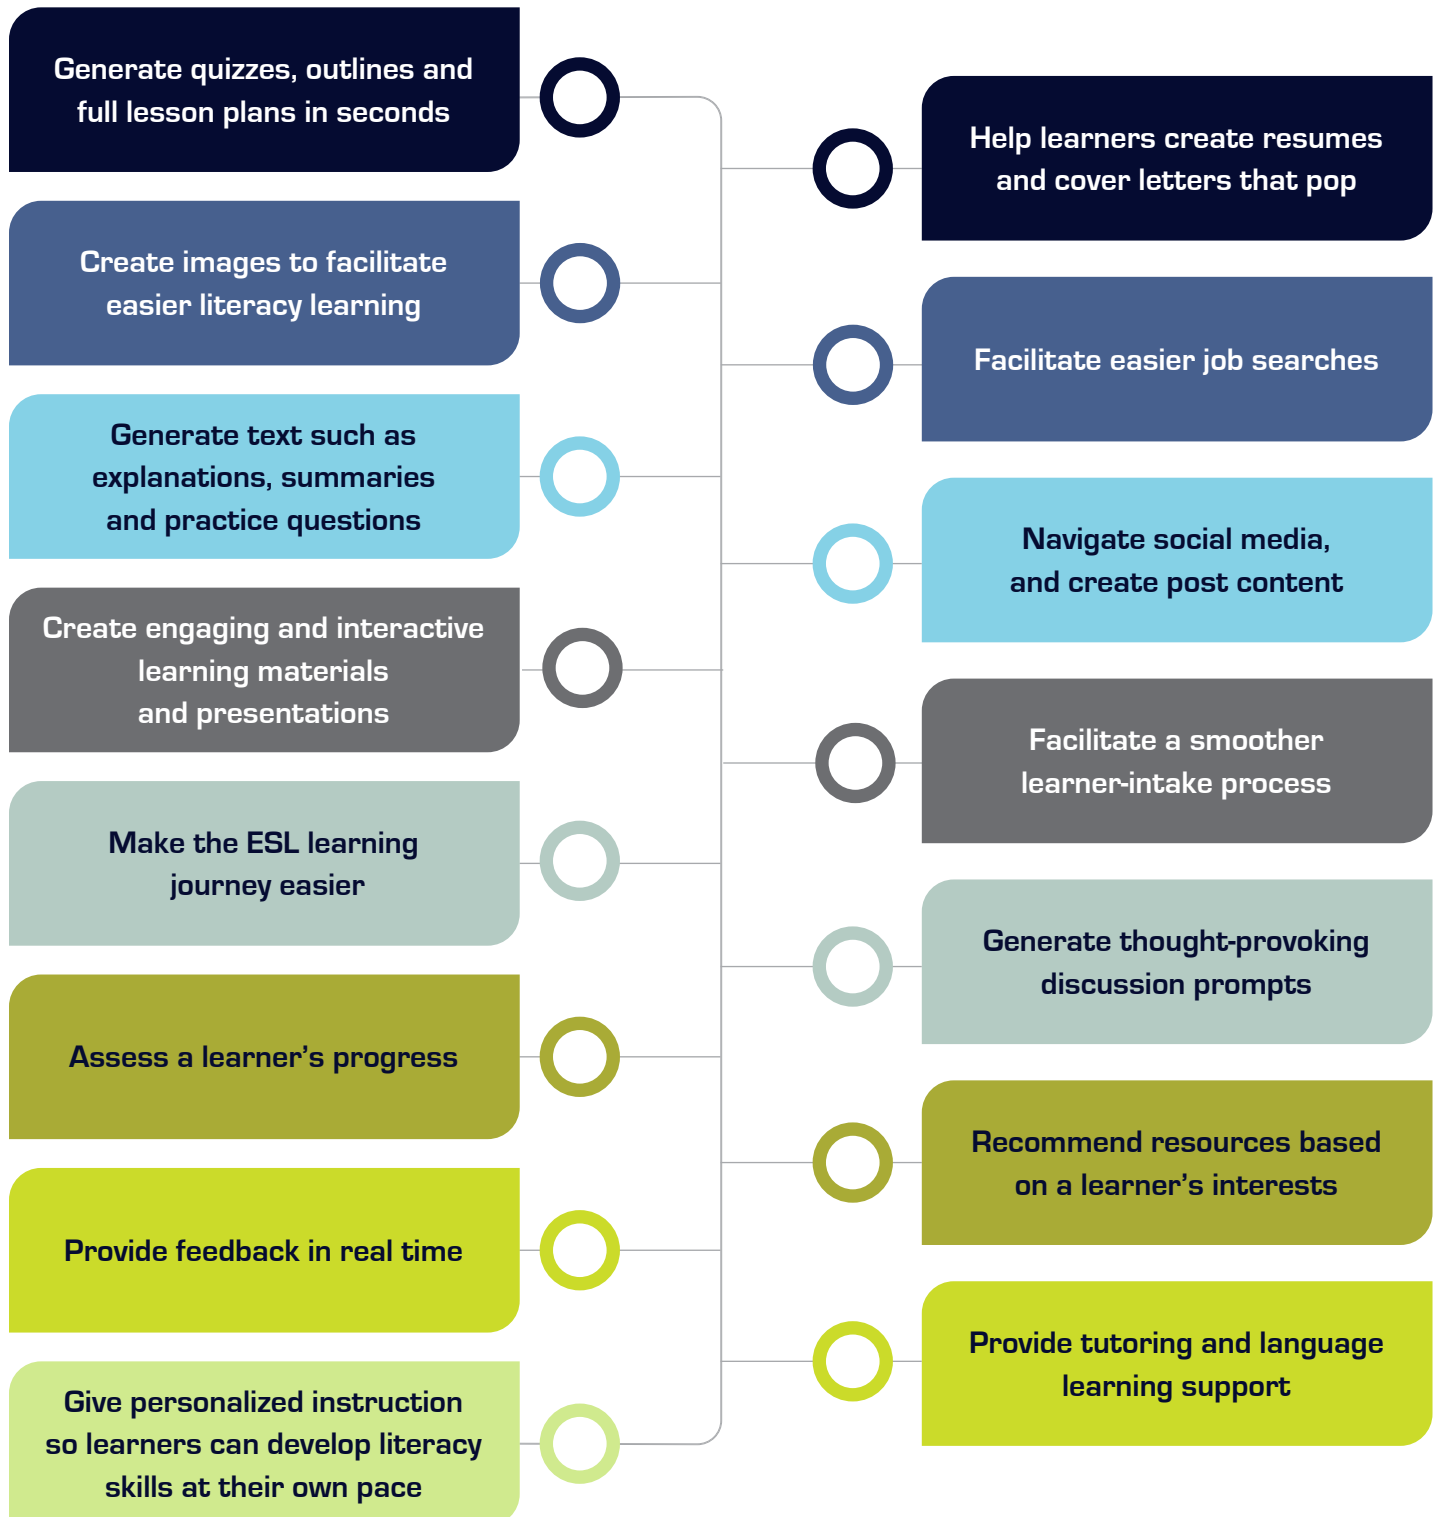 Generate quizzes, outlines and
full lesson plans in seconds
Create images to facilitate
easier literacy learning
Generate text such as
explanations, summaries
and practice questions
Create engaging and interactive
learning materials
and presentations
Make the ESL learning
journey easier
Assess a learner’s progress
Provide feedback in real time
Give personalized instruction
so learners can develop literacy
skills at their own pace
Help learners create resumes
and cover letters that pop
Facilitate easier job searches
Navigate social media,
and create post content
Facilitate a smoother
learner-intake process
Generate thought-provoking
discussion prompts
Recommend resources based
on a learner’s interests
Provide tutoring and language
learning support